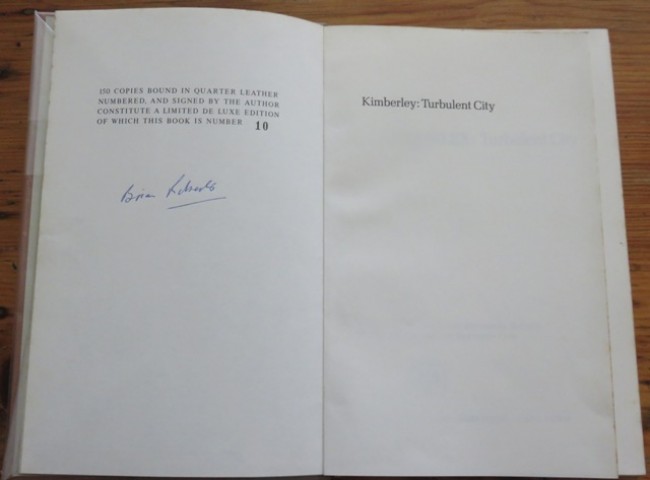 150 COPIES BOUND IN QUARTER LEATHER
NUMBERED, AND SIGNED BY THE AUTHOR
CONSTITUTE A LIMITED DE LUXE EDITION
OF WHICH THIS BOOK IS NUMBER 10
Brian Roberts
Kimberley: Turbulent City